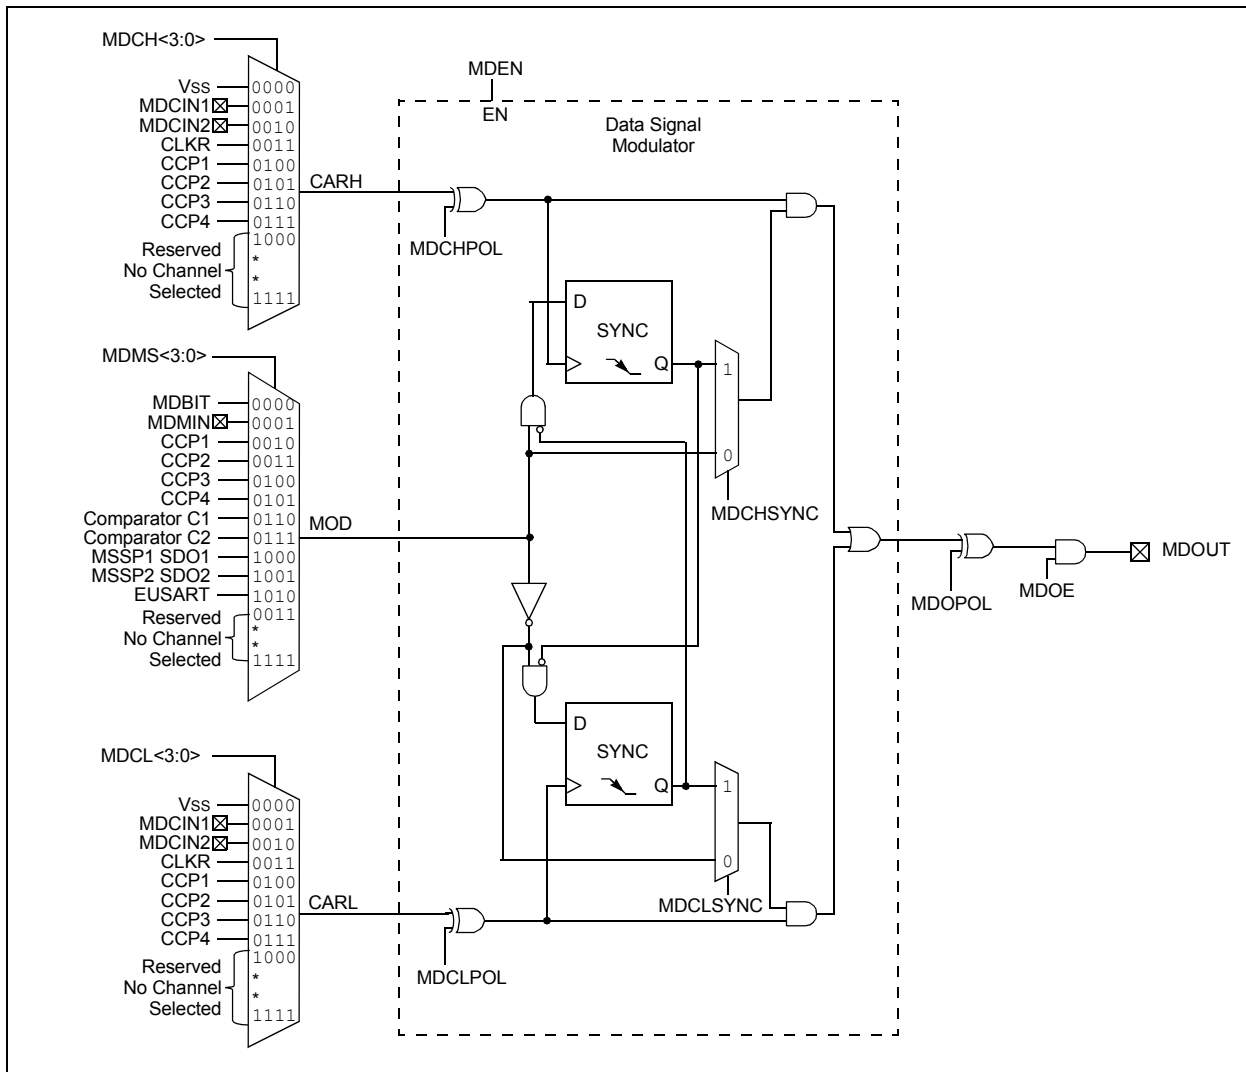 MDCH<3:0>
Vss 0000
MDCIN1 0001
MDCIN2 0010
CLKR 0011
CCP1 0100
CCP2 0101
CCP3 0110
CCP4 0111
Reserved
No Channel
Selected
1000
*
*
1111
CARH
MDMS<3:0>
MDBIT 0000
MDMIN 0001
CCP1 0010
CCP2 0011
CCP3 0100
CCP4 0101
Comparator C1 0110
Comparator C2 0111
MSSP1 SDO1 1000
MSSP2 SDO2 1001
EUSART 1010
Reserved
No Channel
Selected
0011
*
*
1111
MOD
MDCL<3:0>
Vss 0000
MDCIN1 0001
MDCIN2 0010
CLKR 0011
CCP1 0100
CCP2 0101
CCP3 0110
CCP4 0111
Reserved
No Channel
Selected
1000
*
*
1111
CARL
MDEN
EN
Data Signal
Modulator
MDCHPOL
D
SYNC
Q
1
0
MDCHSYNC
D
SYNC
Q
1
0
MDCLSYNC
MDCLPOL
MDOPOL
MDOE
MDOUT